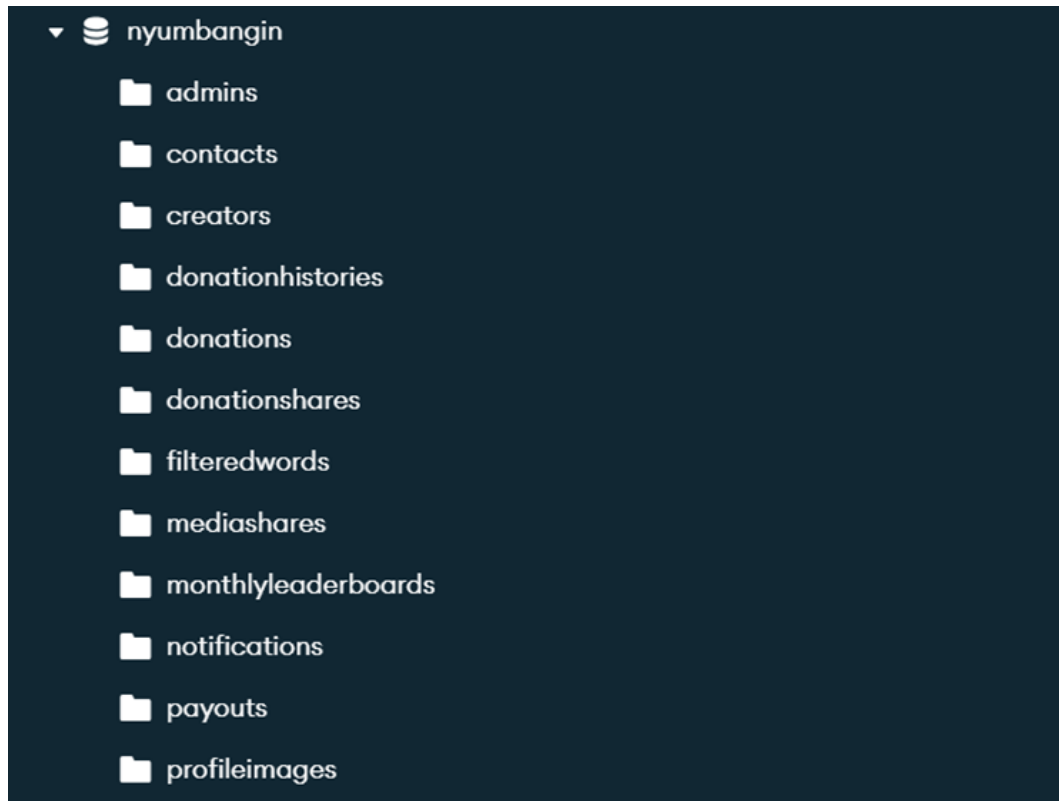 nyumbangin
admins
contacts
creators
donationhistories
donations
donationshares
filteredwords
mediashares
monthlyleaderboards
notifications
payouts
profileimages